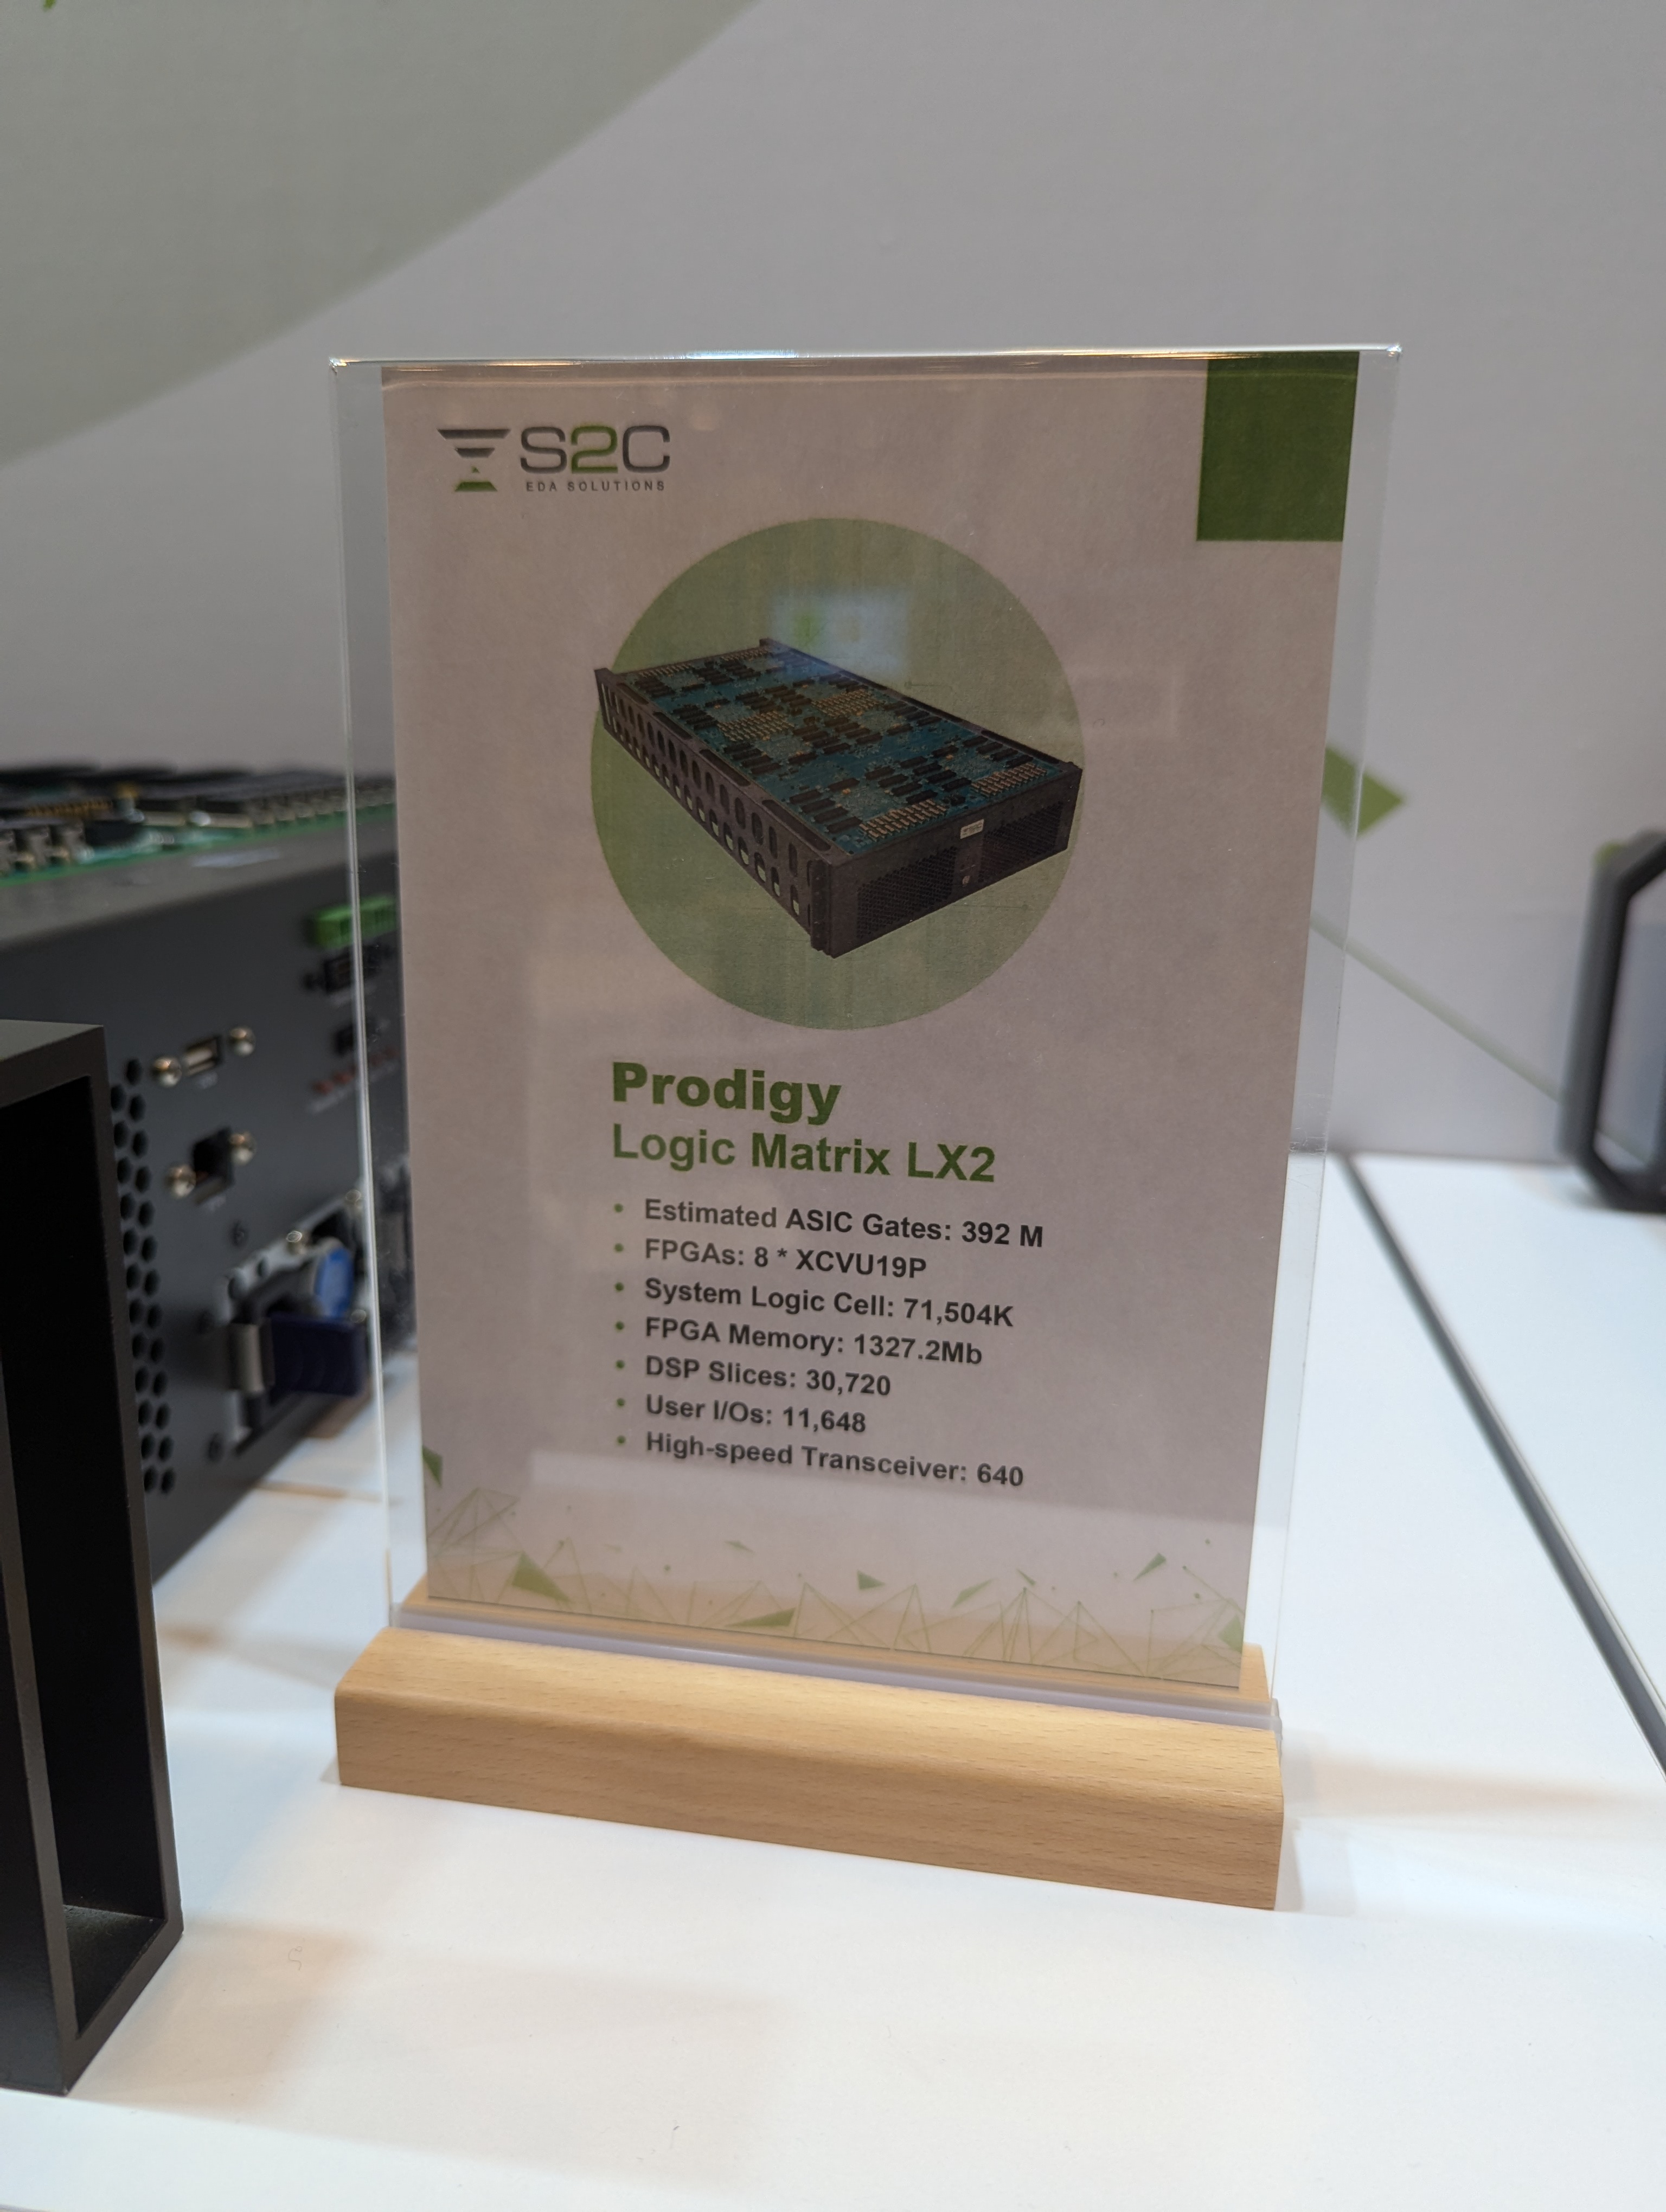 S2C
EDA SOLUTIONS
Prodigy
Logic Matrix LX2
• Estimated ASIC Gates: 392 M
• FPGAs: 8 * XCVU19P
• System Logic Cell: 71,504K
• FPGA Memory: 1327.2Mb
• DSP Slices: 30,720
• User I/Os: 11,648
• High-speed Transceiver: 640